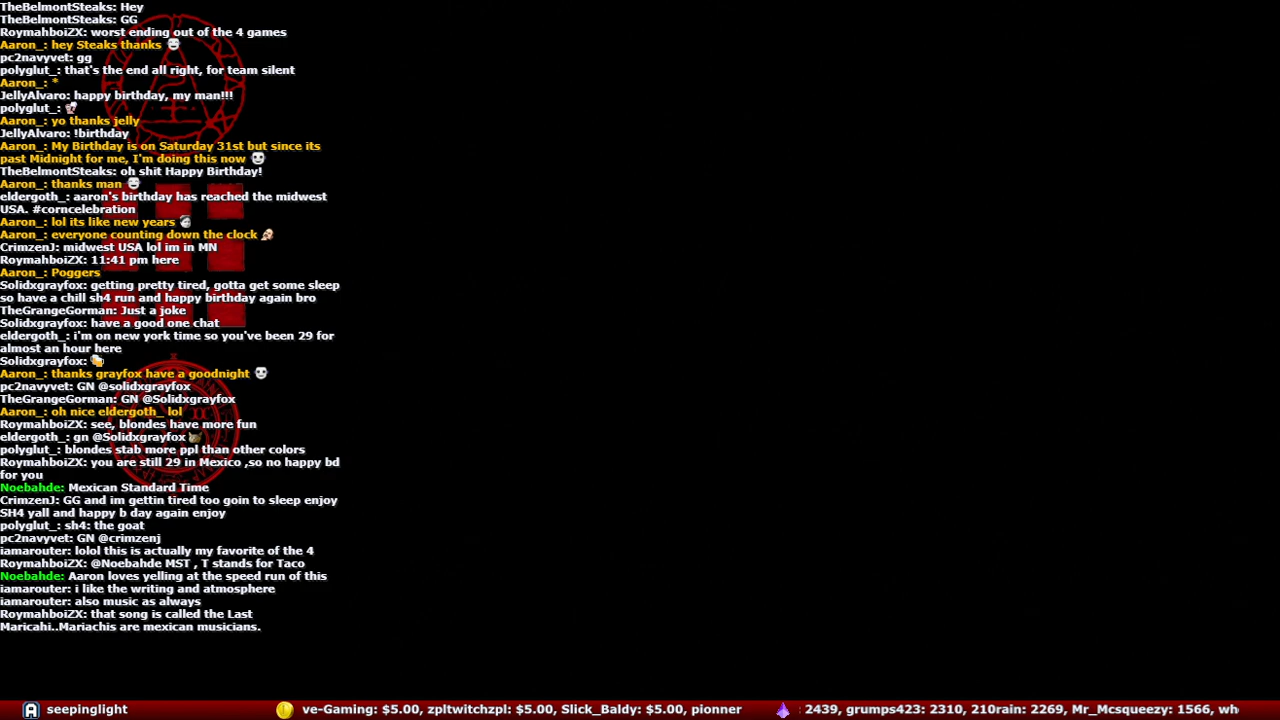 TheBelmontSteaks: Hey
TheBelmontSteaks: GG
RoymahboiZX: worst ending out of the 4 games
Aaron_: hey Steaks thanks
pc2navyvet: gg
polyglut_: that's the end all right, for team silent
Aaron_: *
JellyAlvaro: happy birthday, my man!!!
polyglut_:
Aaron_: yo thanks jelly
JellyAlvaro: !birthday
Aaron_: My Birthday is on Saturday 31st but since its
past Midnight for me, I'm doing this now
TheBelmontSteaks: oh shit Happy Birthday!
Aaron_: thanks man
eldergoth_: aaron's birthday has reached the midwest
USA. #corncelebration
Aaron_: lol its like new years
Aaron_: everyone counting down the clock
CrimzenJ: midwest USA lol im in MN
RoymahboiZX: 11:41 pm here
Aaron_: Poggers
Solidxgrayfox: getting pretty tired, gotta get some sleep
so have a chill sh4 run and happy birthday again bro
TheGrangeGorman: Just a joke
Solidxgrayfox: have a good one chat
eldergoth_: i'm on new york time so you've been 29 for
almost an hour here
Solidxgrayfox:
Aaron_: thanks grayfox have a goodnight
pc2navyvet: GN @solidxgrayfox
TheGrangeGorman: GN @Solidxgrayfox
Aaron_: oh nice eldergoth_ lol
RoymahboiZX: see, blondes have more fun
eldergoth_: gn @Solidxgrayfox
polyglut_: blondes stab more ppl than other colors
RoymahboiZX: you are still 29 in Mexico ,so no happy bd
for you
Noebahde: Mexican Standard Time
CrimzenJ: GG and im gettin tired too goin to sleep enjoy
SH4 yall and happy b day again enjoy
polyglut_: sh4: the goat
pc2navyvet: GN @crimzenj
iamarouter: lolol this is actually my favorite of the 4
RoymahboiZX: @Noebahde MST , T stands for Taco
Noebahde: Aaron loves yelling at the speed run of this
iamarouter: i like the writing and atmosphere
iamarouter: also music as always
RoymahboiZX: that song is called the Last
Maricahi..Mariachis are mexican musicians.
A seepinglight ve-Gaming: $5.00, zpltwitchzpl: $5.00, Slick_Baldy: $5.00, pionner : 2439, grumps423: 2310, 210rain: 2269, Mr_Mcsqueezy: 1566, wh